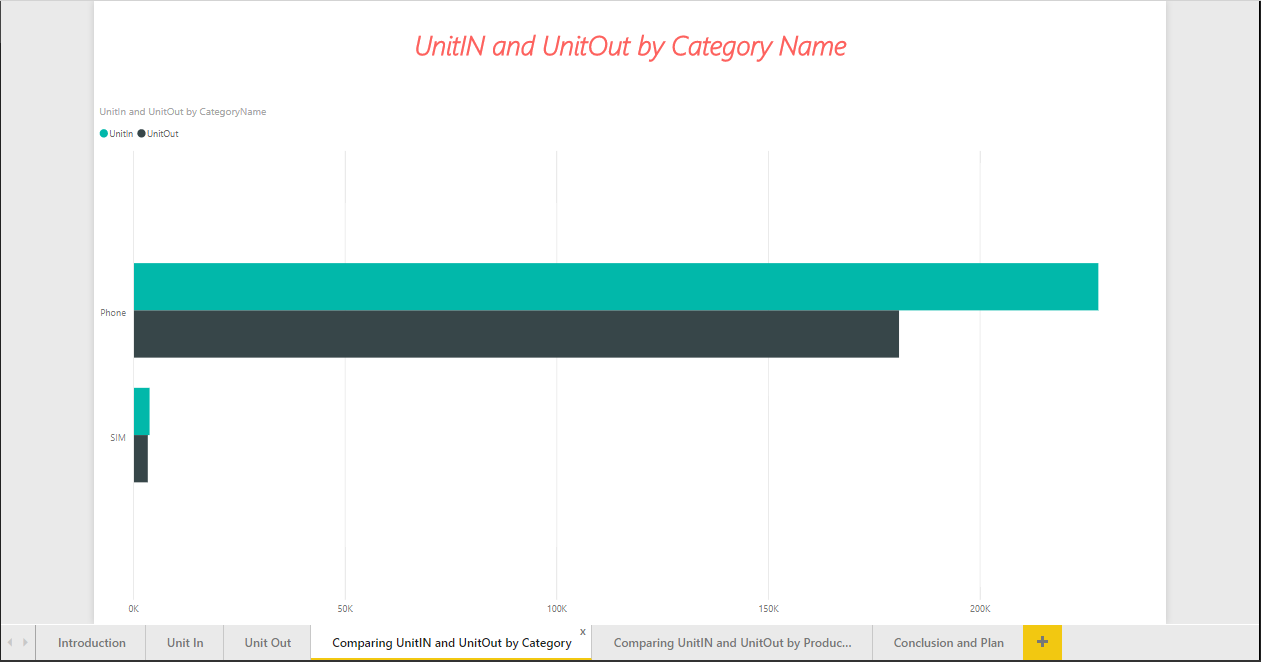 UnitIN and UnitOut by Category Name
UnitIn and UnitOut by CategoryName
UnitIn UnitOut
Phone
SIM
0K 50K 100K 150K 200K
x
Introduction Unit In Unit Out Comparing UnitIN and UnitOut by Category Comparing UnitIN and UnitOut by Produc... Conclusion and Plan +